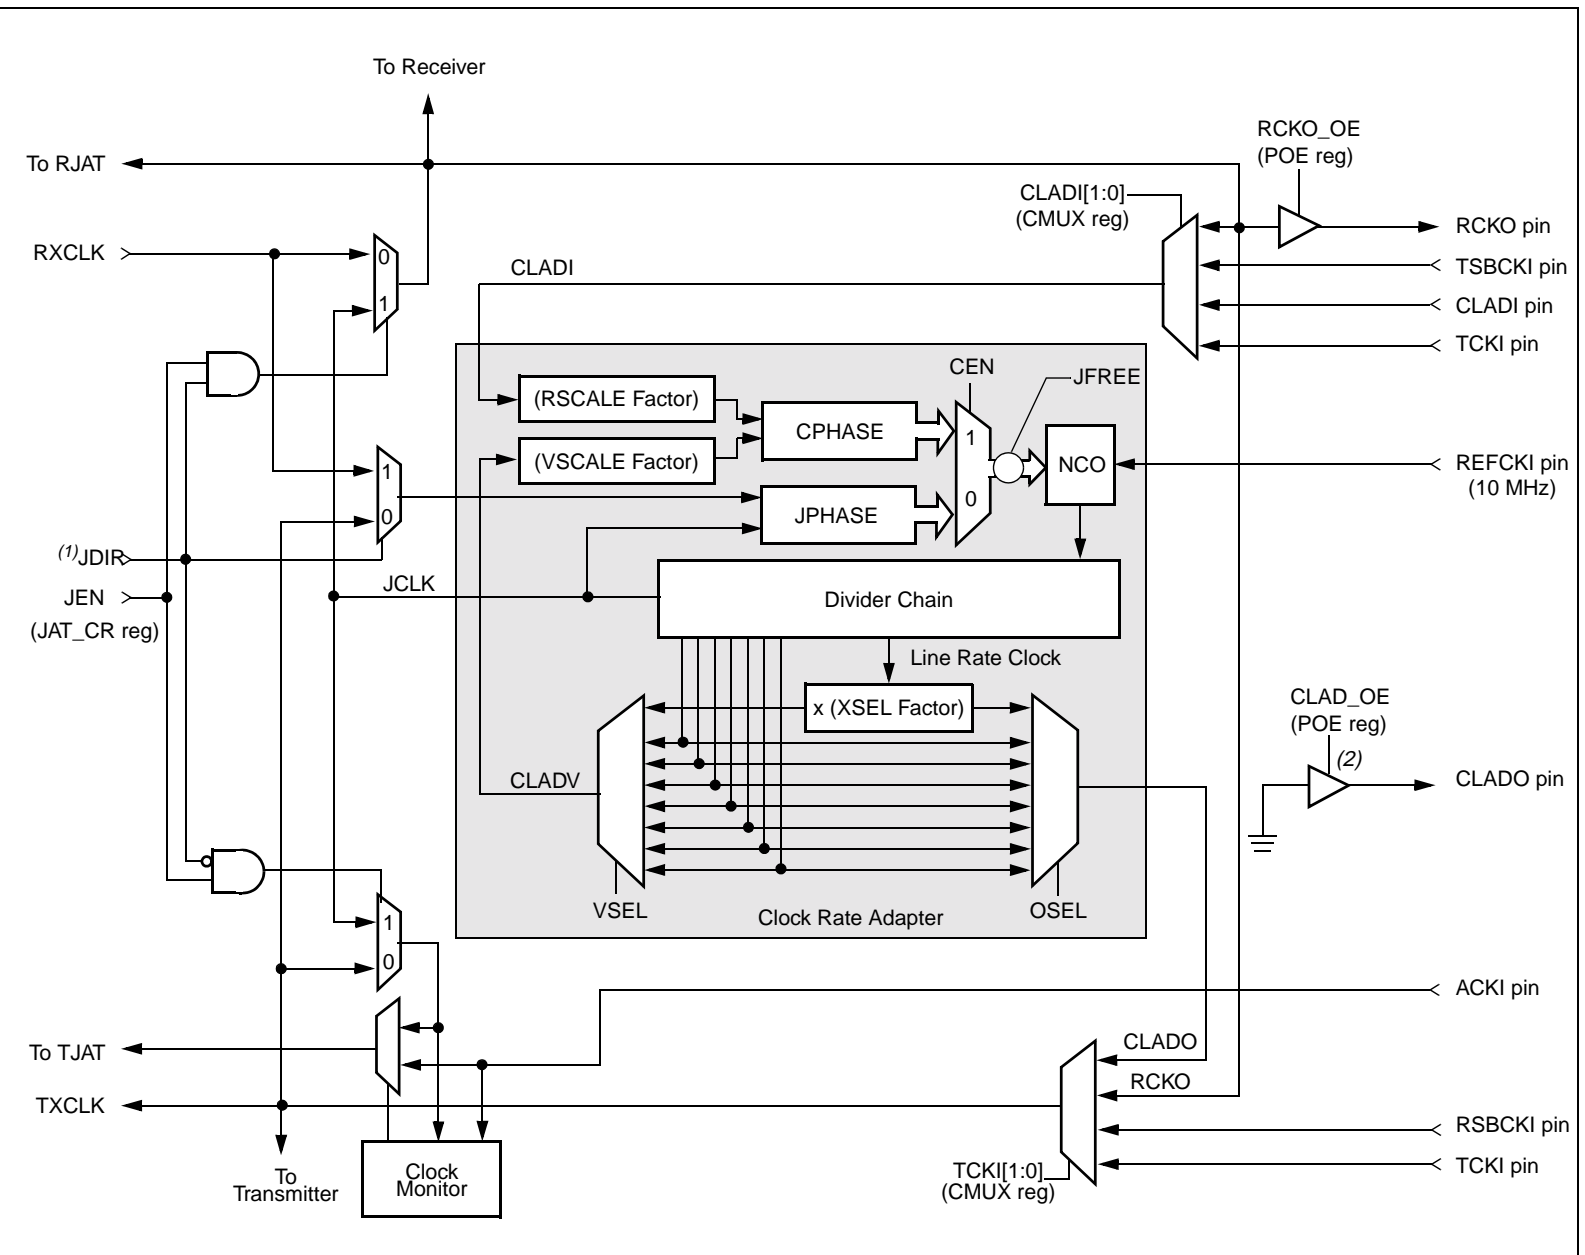 To Receiver
RCKO_OE
(POE reg)
To RJAT
CLADI[1:0]
(CMUX reg)
RCKO pin
RXCLK
0
CLADI
TSBCKI pin
1
CLADI pin
TCKI pin
CEN
JFREE
(RSCALE Factor)
CPHASE
1
(VSCALE Factor)
NCO
REFCKI pin
(10 MHz)
1
0
JPHASE
0
(1)JDIR
JCLK
JEN
(JAT_CR reg)
Divider Chain
Line Rate Clock
x (XSEL Factor)
CLAD_OE
(POE reg)
(2)
CLADV
CLADO pin
VSEL
Clock Rate Adapter
OSEL
1
0
ACKI pin
To TJAT
CLADO
RCKO
TXCLK
RSBCKI pin
To
Transmitter
Clock
Monitor
TCKI[1:0]
(CMUX reg)
TCKI pin